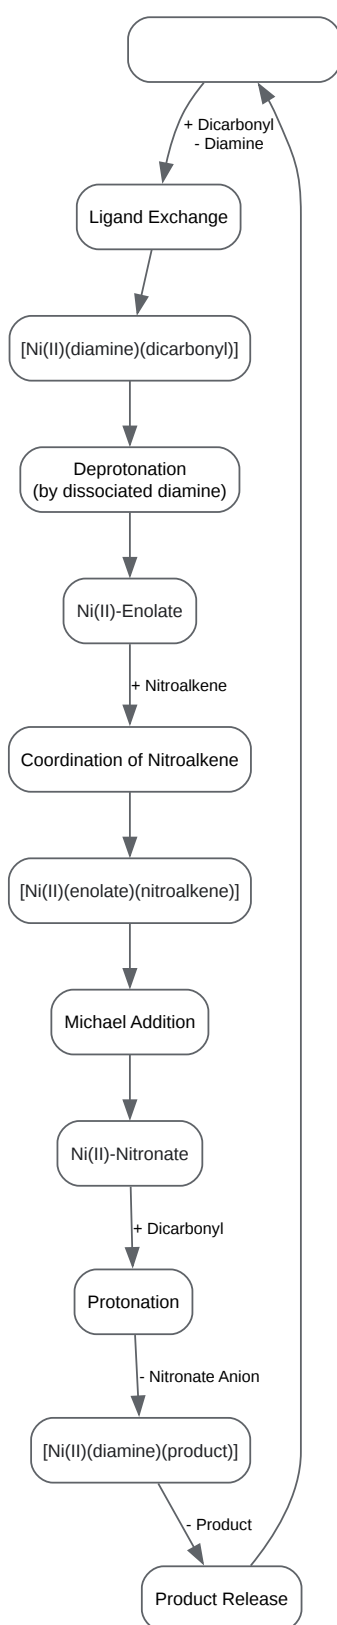 + Dicarbonyl
- Diamine
Ligand Exchange
[Ni(II)(diamine)(dicarbonyl)]
Deprotonation
(by dissociated diamine)
Ni(II)-Enolate
+ Nitroalkene
Coordination of Nitroalkene
[Ni(II)(enolate)(nitroalkene)]
Michael Addition
Ni(II)-Nitronate
+ Dicarbonyl
Protonation
- Nitronate Anion
[Ni(II)(diamine)(product)]
- Product
Product Release